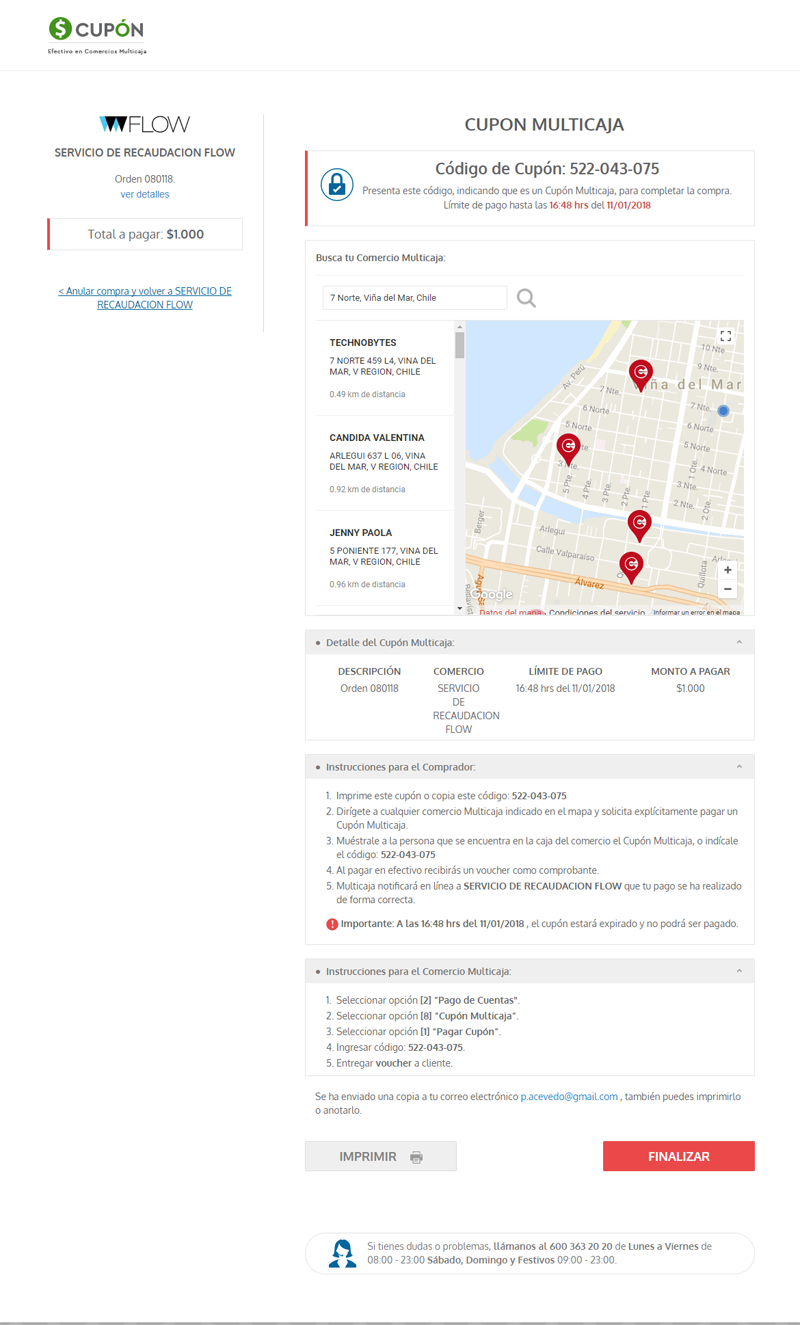 $ CUPÓN
Efectivo en Comercios Multicaja
FLOW
SERVICIO DE RECAUDACION FLOW
Orden 080118.
ver detalles
Total a pagar: $1.000
< Anular compra y volver a SERVICIO DE
RECAUDACION FLOW
CUPON MULTICAJA
Código de Cupón: 522-043-075
Presenta este código, indicando que es un Cupón Multicaja, para completar la compra.
Límite de pago hasta las 16:48 hrs del 11/01/2018
Busca tu Comercio Multicaja:
7 Norte, Viña del Mar, Chile
TECHNOBYTES
7 NORTE 459 L4, VINA DEL
MAR, V REGION, CHILE
0.49 km de distancia
CANDIDA VALENTINA
ARLEGUI 637 L 06, VINA
DEL MAR, V REGION, CHILE
0.92 km de distancia
JENNY PAOLA
5 PONIENTE 177, VINA DEL
MAR, V REGION, CHILE
0.96 km de distancia
10 Nte.
9 Nte.
Av. Perú
Viña del Mar
7 Nte.
7 Nte.
6 Norte
5 Norte
6 Norte
5 Norte
4 Norte
3 Nte.
5 Pte.
4 Pte.
3 Pte.
2 Pte.
1 Pte
1 Ote.
2 Nte.
2 Ote.
Berger
Arlegui
Calle Valparaíso
Quillota
Álvarez
+
−
Google
Datos del mapa
Condiciones del servicio
Informar un error en el mapa
Detalle del Cupón Multicaja:
DESCRIPCIÓN COMERCIO LÍMITE DE PAGO MONTO A PAGAR
Orden 080118 SERVICIO 16:48 hrs del 11/01/2018 $1.000
DE
RECAUDACION
FLOW
Instrucciones para el Comprador:
1. Imprime este cupón o copia este código: 522-043-075
2. Dirígete a cualquier comercio Multicaja indicado en el mapa y solicita explícitamente pagar un
Cupón Multicaja.
3. Muéstrale a la persona que se encuentra en la caja del comercio el Cupón Multicaja, o indícale
el código: 522-043-075
4. Al pagar en efectivo recibirás un voucher como comprobante.
5. Multicaja notificará en línea a SERVICIO DE RECAUDACION FLOW que tu pago se ha realizado
de forma correcta.
! Importante: A las 16:48 hrs del 11/01/2018 , el cupón estará expirado y no podrá ser pagado.
Instrucciones para el Comercio Multicaja:
1. Seleccionar opción [2] "Pago de Cuentas".
2. Seleccionar opción [8] "Cupón Multicaja".
3. Seleccionar opción [1] "Pagar Cupón".
4. Ingresar código: 522-043-075.
5. Entregar voucher a cliente.
Se ha enviado una copia a tu correo electrónico p.acevedo@gmail.com , también puedes imprimirlo
o anotarlo.
IMPRIMIR
FINALIZAR
Si tienes dudas o problemas, llámanos al 600 363 20 20 de Lunes a Viernes de
08:00 - 23:00 Sábado, Domingo y Festivos 09:00 - 23:00.